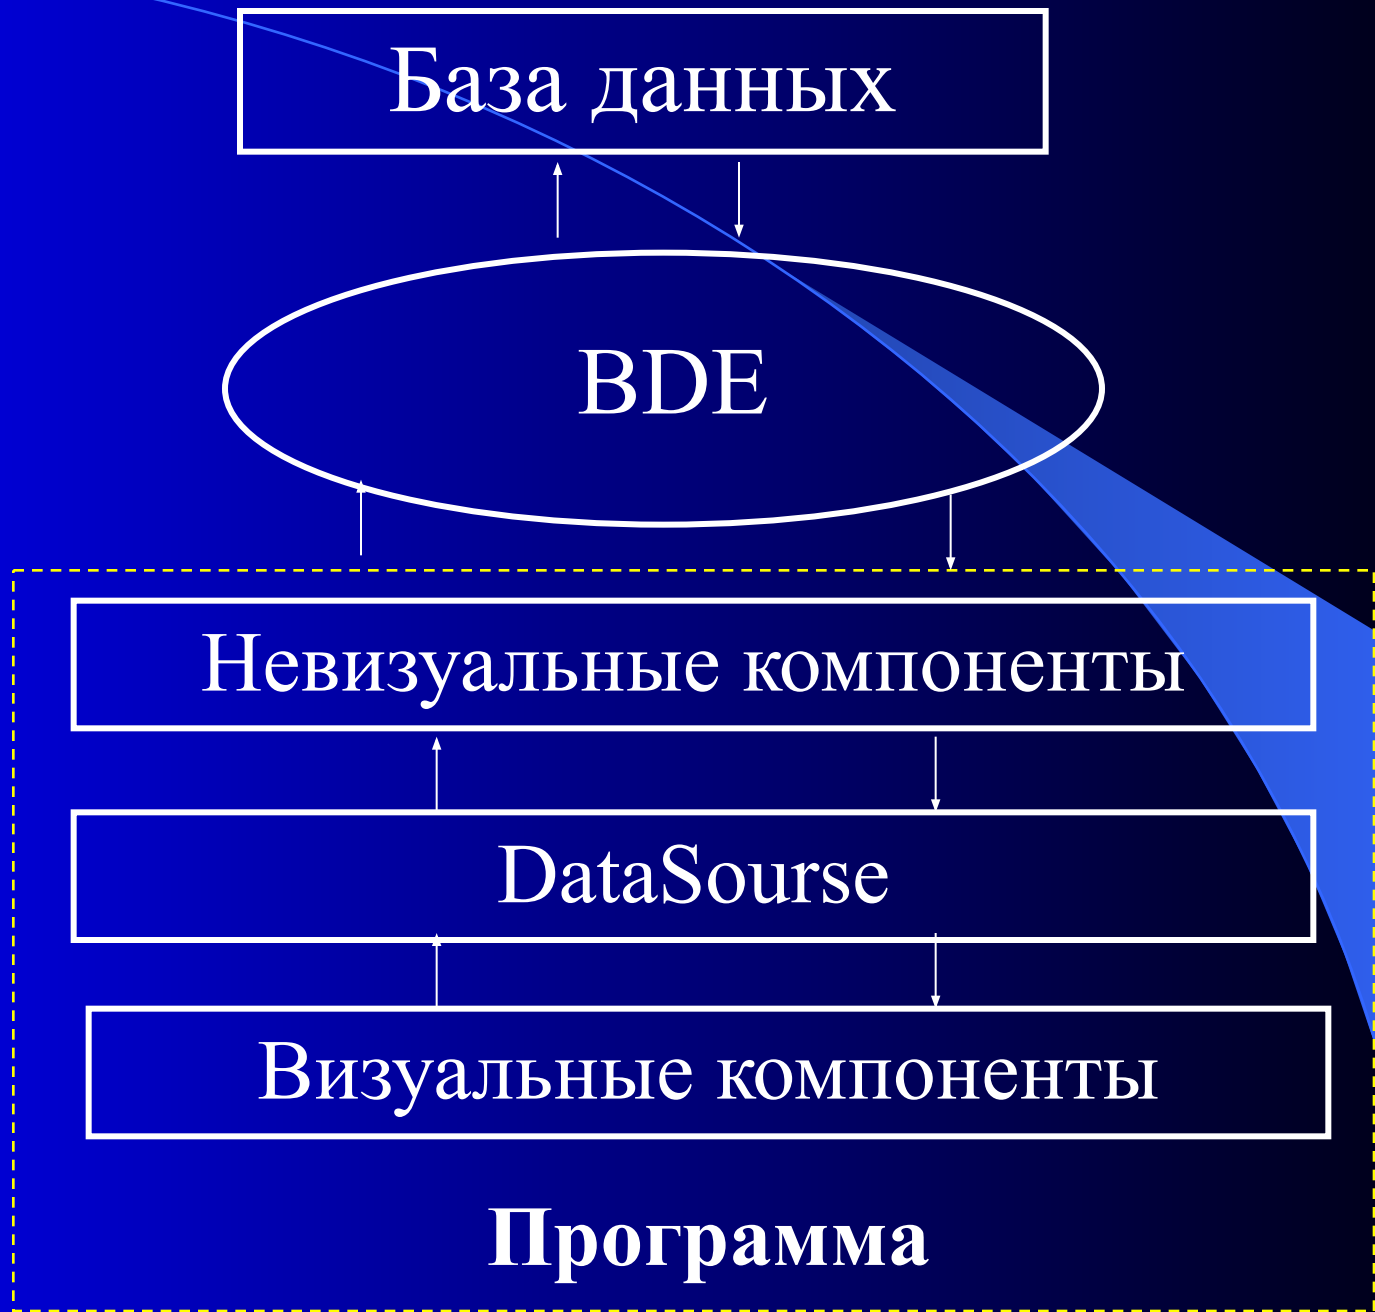 База данных
BDE
Невизуальные компоненты
DataSourse
Визуальные компоненты
Программа